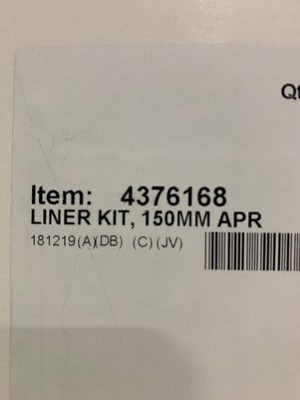 Qt
Item: 4376168
LINER KIT, 150MM APR
181219(A)(DB) (C)(JV)